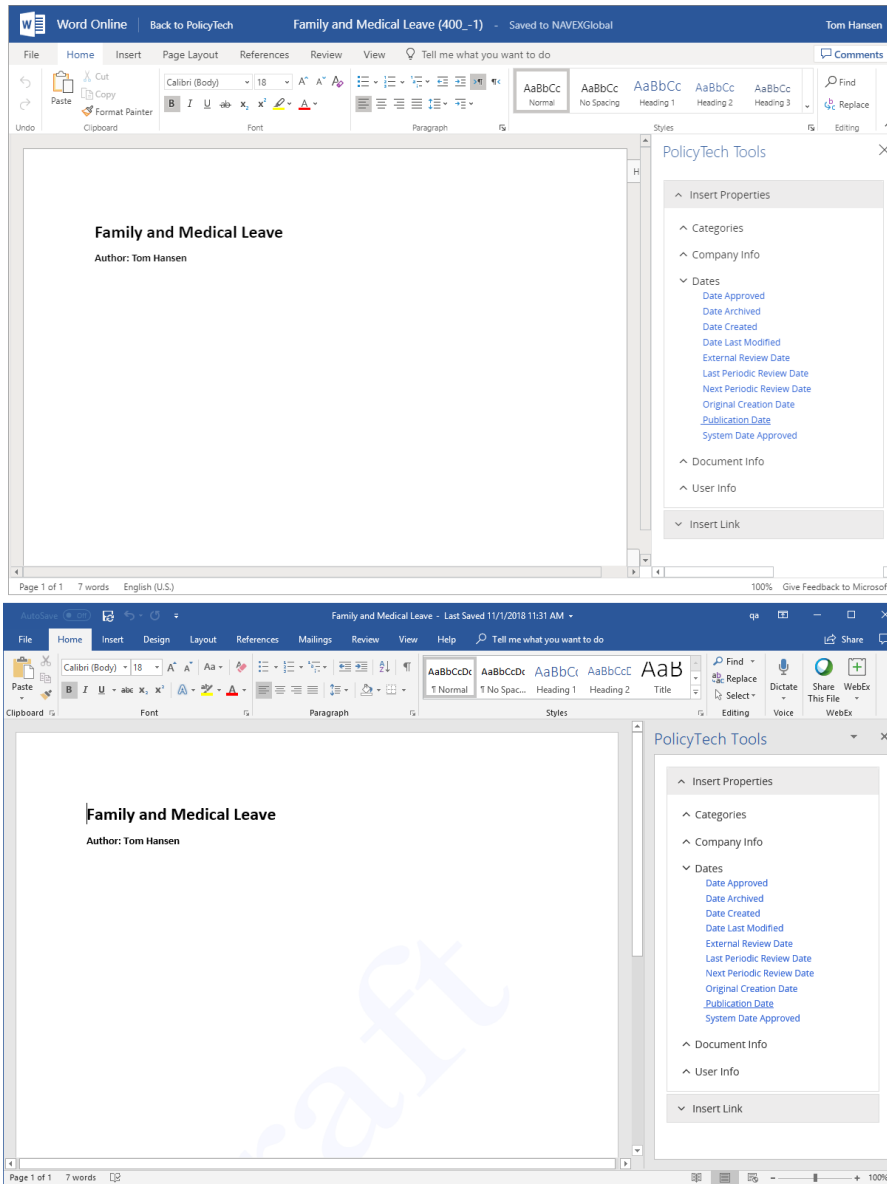 Word Online Back to PolicyTech Family and Medical Leave (400_-1) - Saved to NAVEXGlobal Tom Hansen
File Home Insert Page Layout References Review View Tell me what you want to do Comments
Cut
Copy
Paste Format Painter
Calibri (Body) 18
B I U abc
AaBbCc AaBbCc AaBbCc AaBbCc AaBbCc
Normal No Spacing Heading 1 Heading 2 Heading 3
Find
Replace
Undo Clipboard Font Paragraph Styles Editing
PolicyTech Tools
H
Insert Properties
Categories
Company Info
Dates
Date Approved
Date Archived
Date Created
Date Last Modified
External Review Date
Last Periodic Review Date
Next Periodic Review Date
Original Creation Date
Publication Date
System Date Approved
Document Info
User Info
Insert Link
Family and Medical Leave
Author: Tom Hansen
Page 1 of 1 7 words English (U.S.) 100% Give Feedback to Microsof
AutoSave Off Family and Medical Leave - Last Saved 11/1/2018 11:31 AM qa
File Home Insert Design Layout References Mailings Review View Help Tell me what you want to do Share
Calibri (Body) 18 Aa
Paste
B I U abc
AaBbCcDc AaBbCcDc AaBbCc AaBbCcE AaB
¶ Normal ¶ No Spac... Heading 1 Heading 2 Title
Find
Replace
Select
Dictate
Share This File
WebEx
Clipboard Font Paragraph Styles Editing Voice WebEx
PolicyTech Tools
Insert Properties
Categories
Company Info
Dates
Date Approved
Date Archived
Date Created
Date Last Modified
External Review Date
Last Periodic Review Date
Next Periodic Review Date
Original Creation Date
Publication Date
System Date Approved
Document Info
User Info
Insert Link
Family and Medical Leave
Author: Tom Hansen
raft
Page 1 of 1 7 words 100%